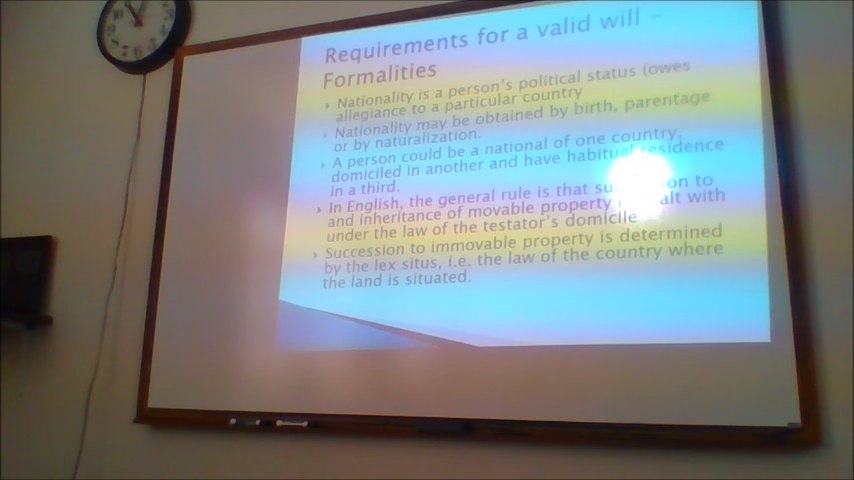 Requirements for a valid will –
Formalities
Nationality is a person's political status (owes
allegiance to a particular country
Nationality may be obtained by birth, parentage
or by naturalization.
A person could be a national of one country,
domiciled in another and have habitual residence
in a third.
In English, the general rule is that to
and inheritance of movable property with
under the law of the testator's domicile
Succession to immovable property is determined
by the lex situs, i.e. the law of the country where
the land is situated.